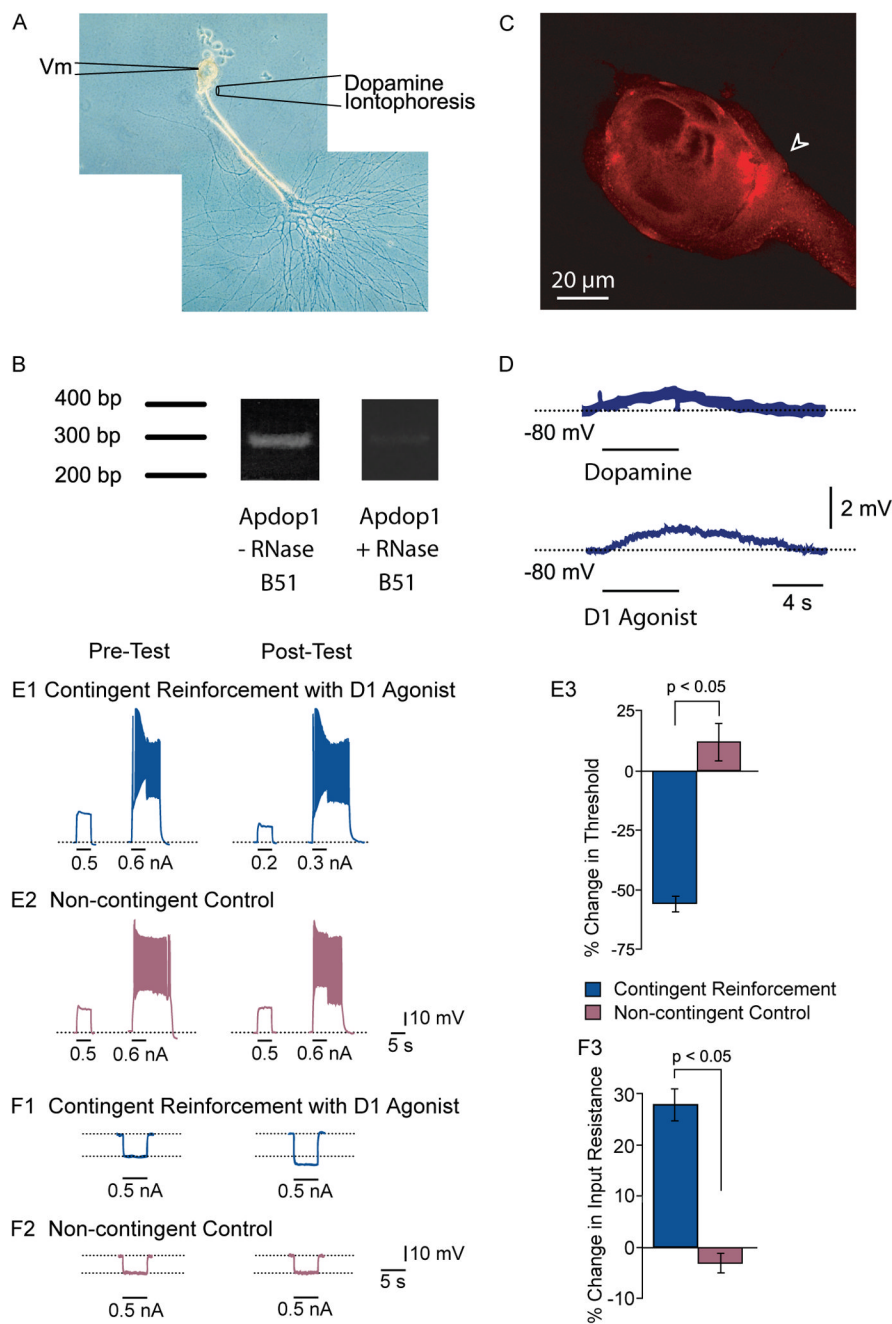 A
Vm
Dopamine
Iontophoresis
C
20 μm
B
400 bp
300 bp
200 bp
Apdop1
- RNase
B51
Apdop1
+ RNase
B51
D
-80 mV
Dopamine
2 mV
-80 mV
D1 Agonist
4 s
Pre-Test
Post-Test
E1 Contingent Reinforcement with D1 Agonist
0.5
0.6 nA
0.2
0.3 nA
E2 Non-contingent Control
0.5
0.6 nA
0.5
0.6 nA
10 mV
5 s
E3
p < 0.05
25
0
-25
-50
-75
% Change in Threshold
Contingent Reinforcement
Non-contingent Control
F1 Contingent Reinforcement with D1 Agonist
0.5 nA
0.5 nA
F2 Non-contingent Control
0.5 nA
0.5 nA
10 mV
5 s
F3
p < 0.05
30
20
10
0
-10
% Change in Input Resistance